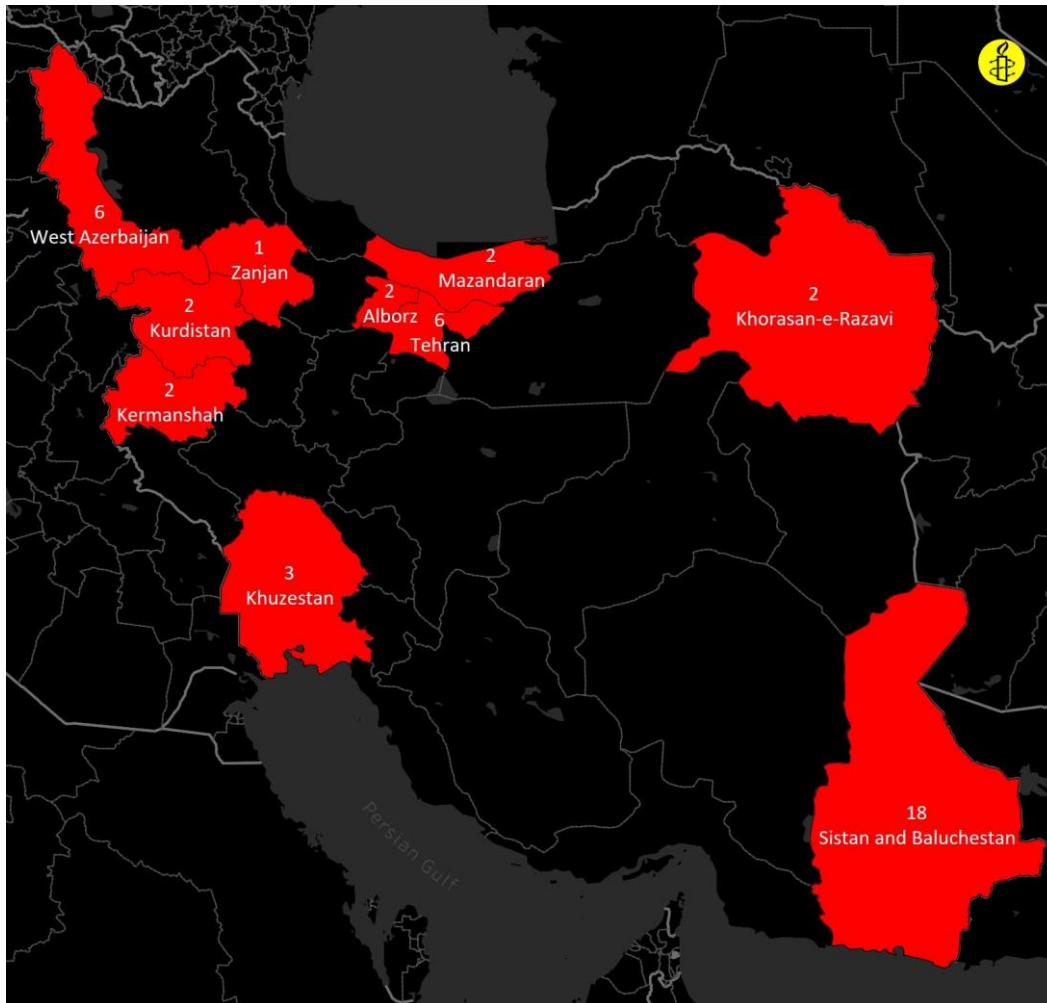 6
West Azerbaijan
1
Zanjan
2
Kurdistan
2
Kermanshah
2
Mazandaran
2
Alborz
6
Tehran
2
Khorasan-e-Razavi
3
Khuzestan
18
Sistan and Baluchestan
Persian Gulf